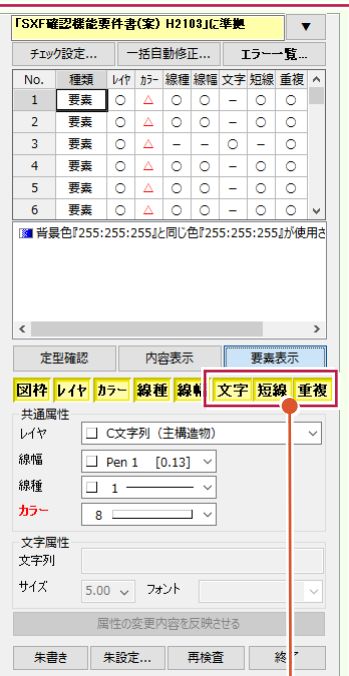 「SXF確認機能要件書(案) H2103」に準拠 ▼
チェック設定... 一括自動修正... エラー一覧...
No. 種類 ﾚｲﾔ ｶﾗｰ 線種 線幅 文字 短線 重複
1 要素 ○ △ ○ ○ － ○ ○
2 要素 ○ △ ○ ○ － ○ ○
3 要素 ○ △ － － ○ － ○
4 要素 ○ △ ○ ○ － ○ ○
5 要素 ○ △ ○ ○ － ○ ○
6 要素 ○ △ ○ ○ － ○ ○
背景色『255:255:255』と同じ色『255:255:255』が使用さ
定型確認 内容表示 要素表示
図枠 レイヤ カラー 線種 線幅 文字 短線 重複
共通属性
レイヤ C文字列（主構造物）
線幅 Pen 1 [0.13]
線種 1
カラー 8
文字属性
文字列
サイズ 5.00 フォント
属性の変更内容を反映させる
朱書き 朱設定... 再検査 終了